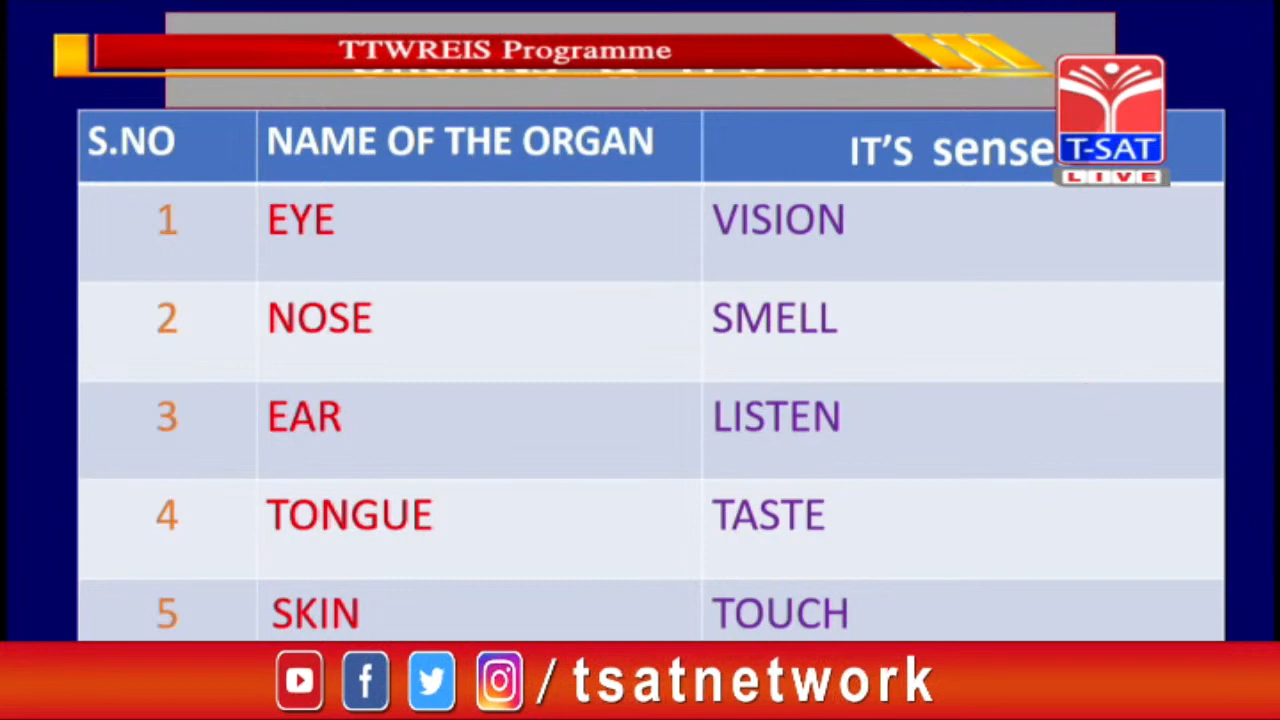 TTWREIS Programme
S.NO NAME OF THE ORGAN IT'S sense
T-SAT
LIVE
1 EYE VISION
2 NOSE SMELL
3 EAR LISTEN
4 TONGUE TASTE
5 SKIN TOUCH
/ tsatnetwork